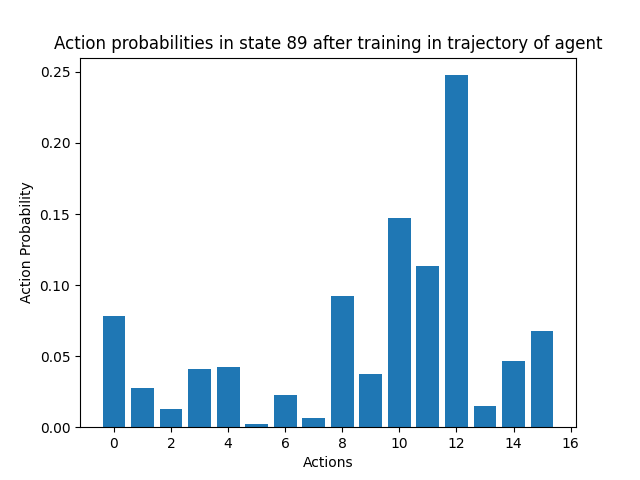 Action probabilities in state 89 after training in trajectory of agent
0.25
0.20
0.15
0.10
0.05
0.00
Action Probability
0 2 4 6 8 10 12 14 16
Actions